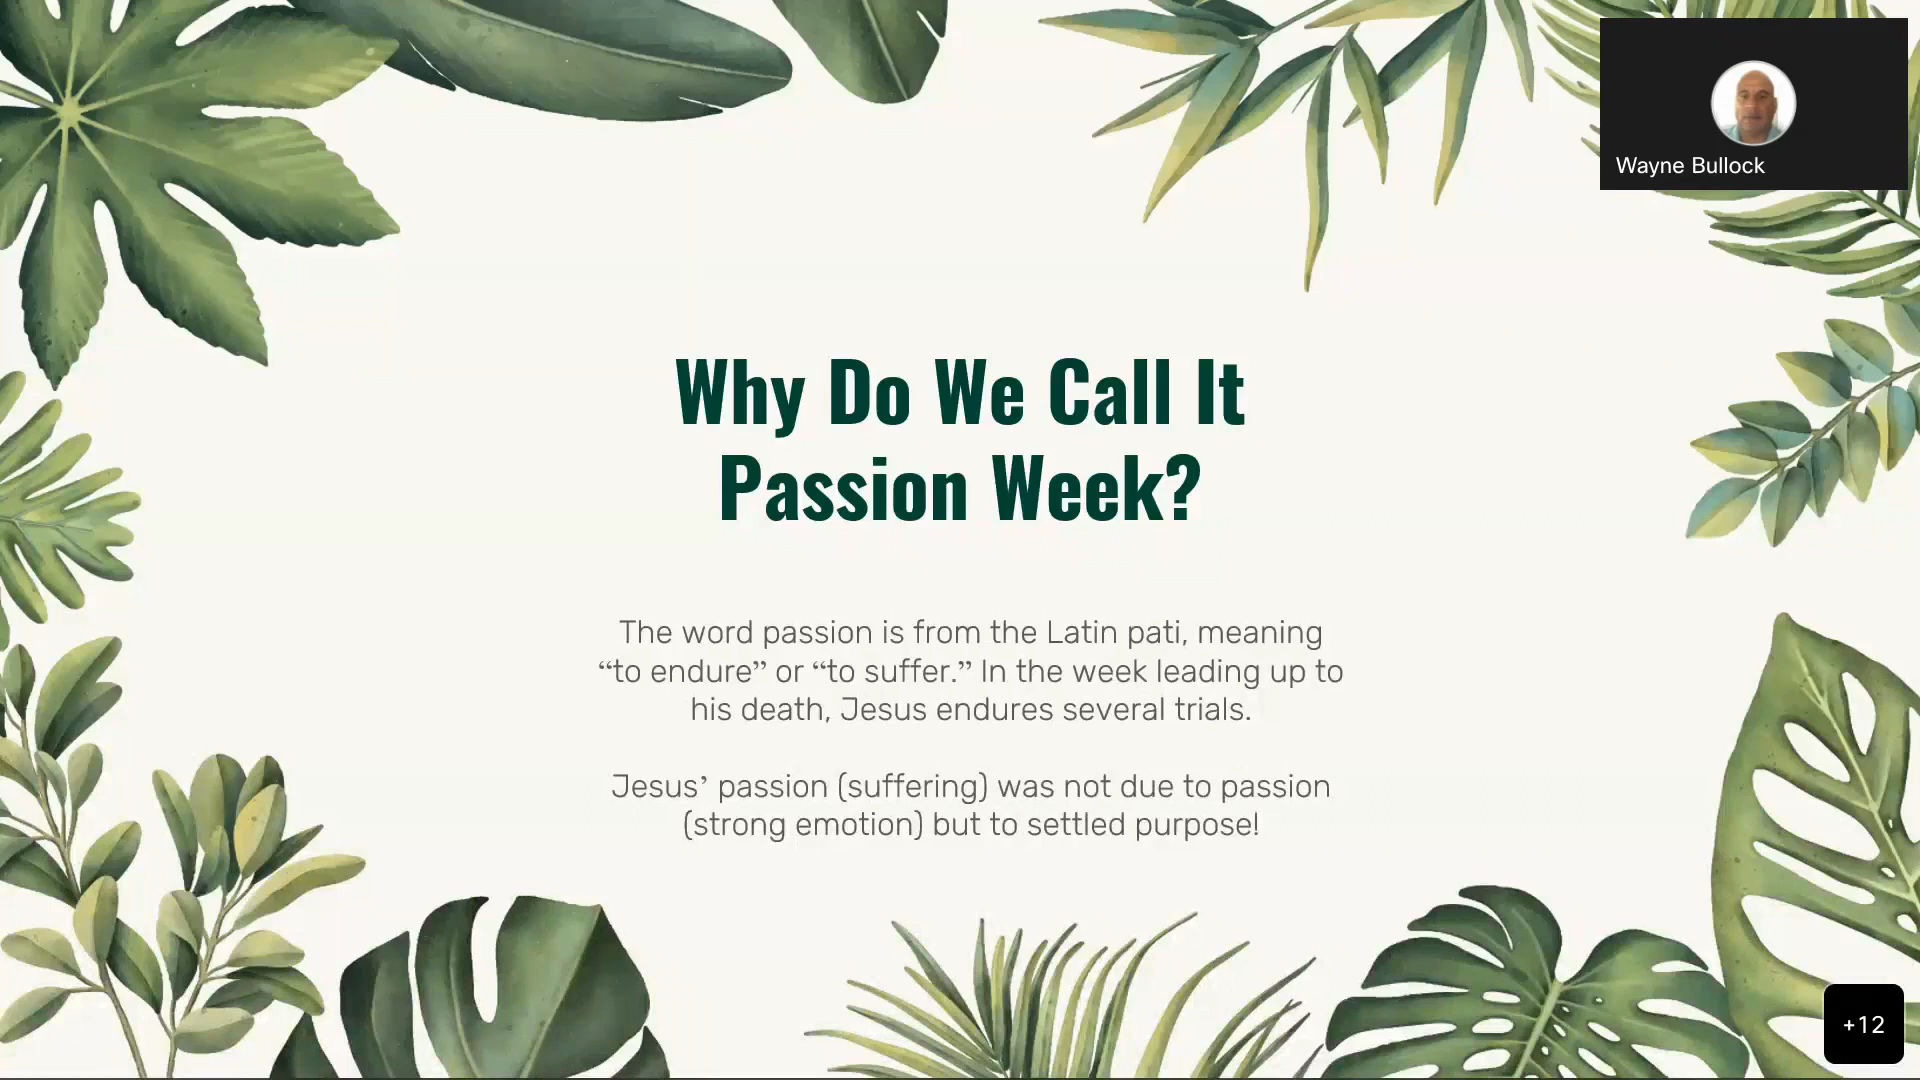 Wayne Bullock
Why Do We Call It
Passion Week?
The word passion is from the Latin pati, meaning
“to endure” or “to suffer.” In the week leading up to
his death, Jesus endures several trials.
Jesus’ passion (suffering) was not due to passion
(strong emotion) but to settled purpose!
+12